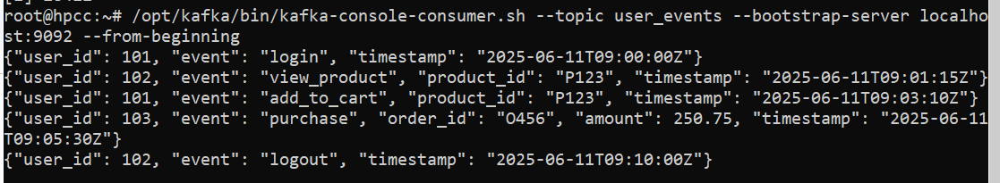 root@hpcc:~# /opt/kafka/bin/kafka-console-consumer.sh --topic user_events --bootstrap-server localho
st:9092 --from-beginning
{"user_id": 101, "event": "login", "timestamp": "2025-06-11T09:00:00Z"}
{"user_id": 102, "event": "view_product", "product_id": "P123", "timestamp": "2025-06-11T09:01:15Z"}
{"user_id": 101, "event": "add_to_cart", "product_id": "P123", "timestamp": "2025-06-11T09:03:10Z"}
{"user_id": 103, "event": "purchase", "order_id": "O456", "amount": 250.75, "timestamp": "2025-06-11
T09:05:30Z"}
{"user_id": 102, "event": "logout", "timestamp": "2025-06-11T09:10:00Z"}